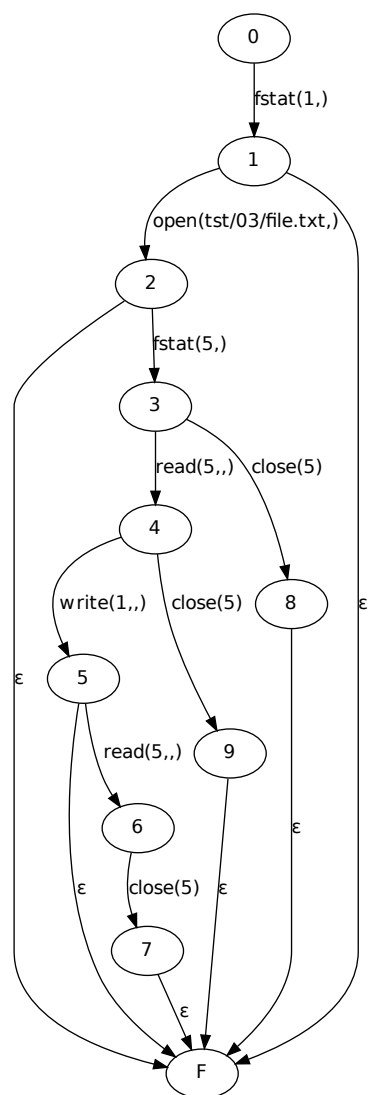 0
fstat(1,)
1
open(tst/03/file.txt,)
2
fstat(5,)
3
read(5,,)
close(5)
4
8
write(1,,)
close(5)
ε
5
ε
9
read(5,,)
6
ε
ε
close(5)
ε
7
ε
F